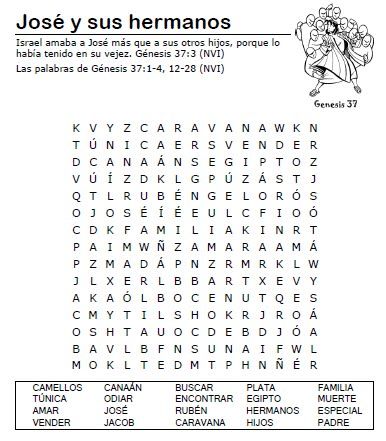 José y sus hermanos
Israel amaba a José más que a sus otros hijos, porque lo
había tenido en su vejez. Génesis 37:3 (NVI)
Las palabras de Génesis 37:1-4, 12-28 (NVI)
Genesis 37
K V Y Z C A R A V A N A W K N
T Ú N I C A E R S V E N D E R
D C A N A Á N S E G I P T O Z
V Ú Í Z D K L G P Ú Z Á S T J
Q T L R U B É N G E L O R Ó S
O J O S É Í É E U L C F I O Ó
C D K F A M I L I A K I N R T
P A I M W Ñ Z A M A R A A M Á
P Z M A D Á P N Z R M R K L W
J L X E R L B B A R T X E V Y
A K A Ó L B O C E N U T Q E S
C M Y T I L S H O K R J R O Á
O S H T A U O C D E B D J Ó A
B A V L B F N S U N A I F W L
M O K L T E D M T P H N Ñ É R
CAMELLOS CANAÁN BUSCAR PLATA FAMILIA
TÚNICA ODIAR ENCONTRAR EGIPTO MUERTE
AMAR JOSÉ RUBÉN HERMANOS ESPECIAL
VENDER JACOB CARAVANA HIJOS PADRE